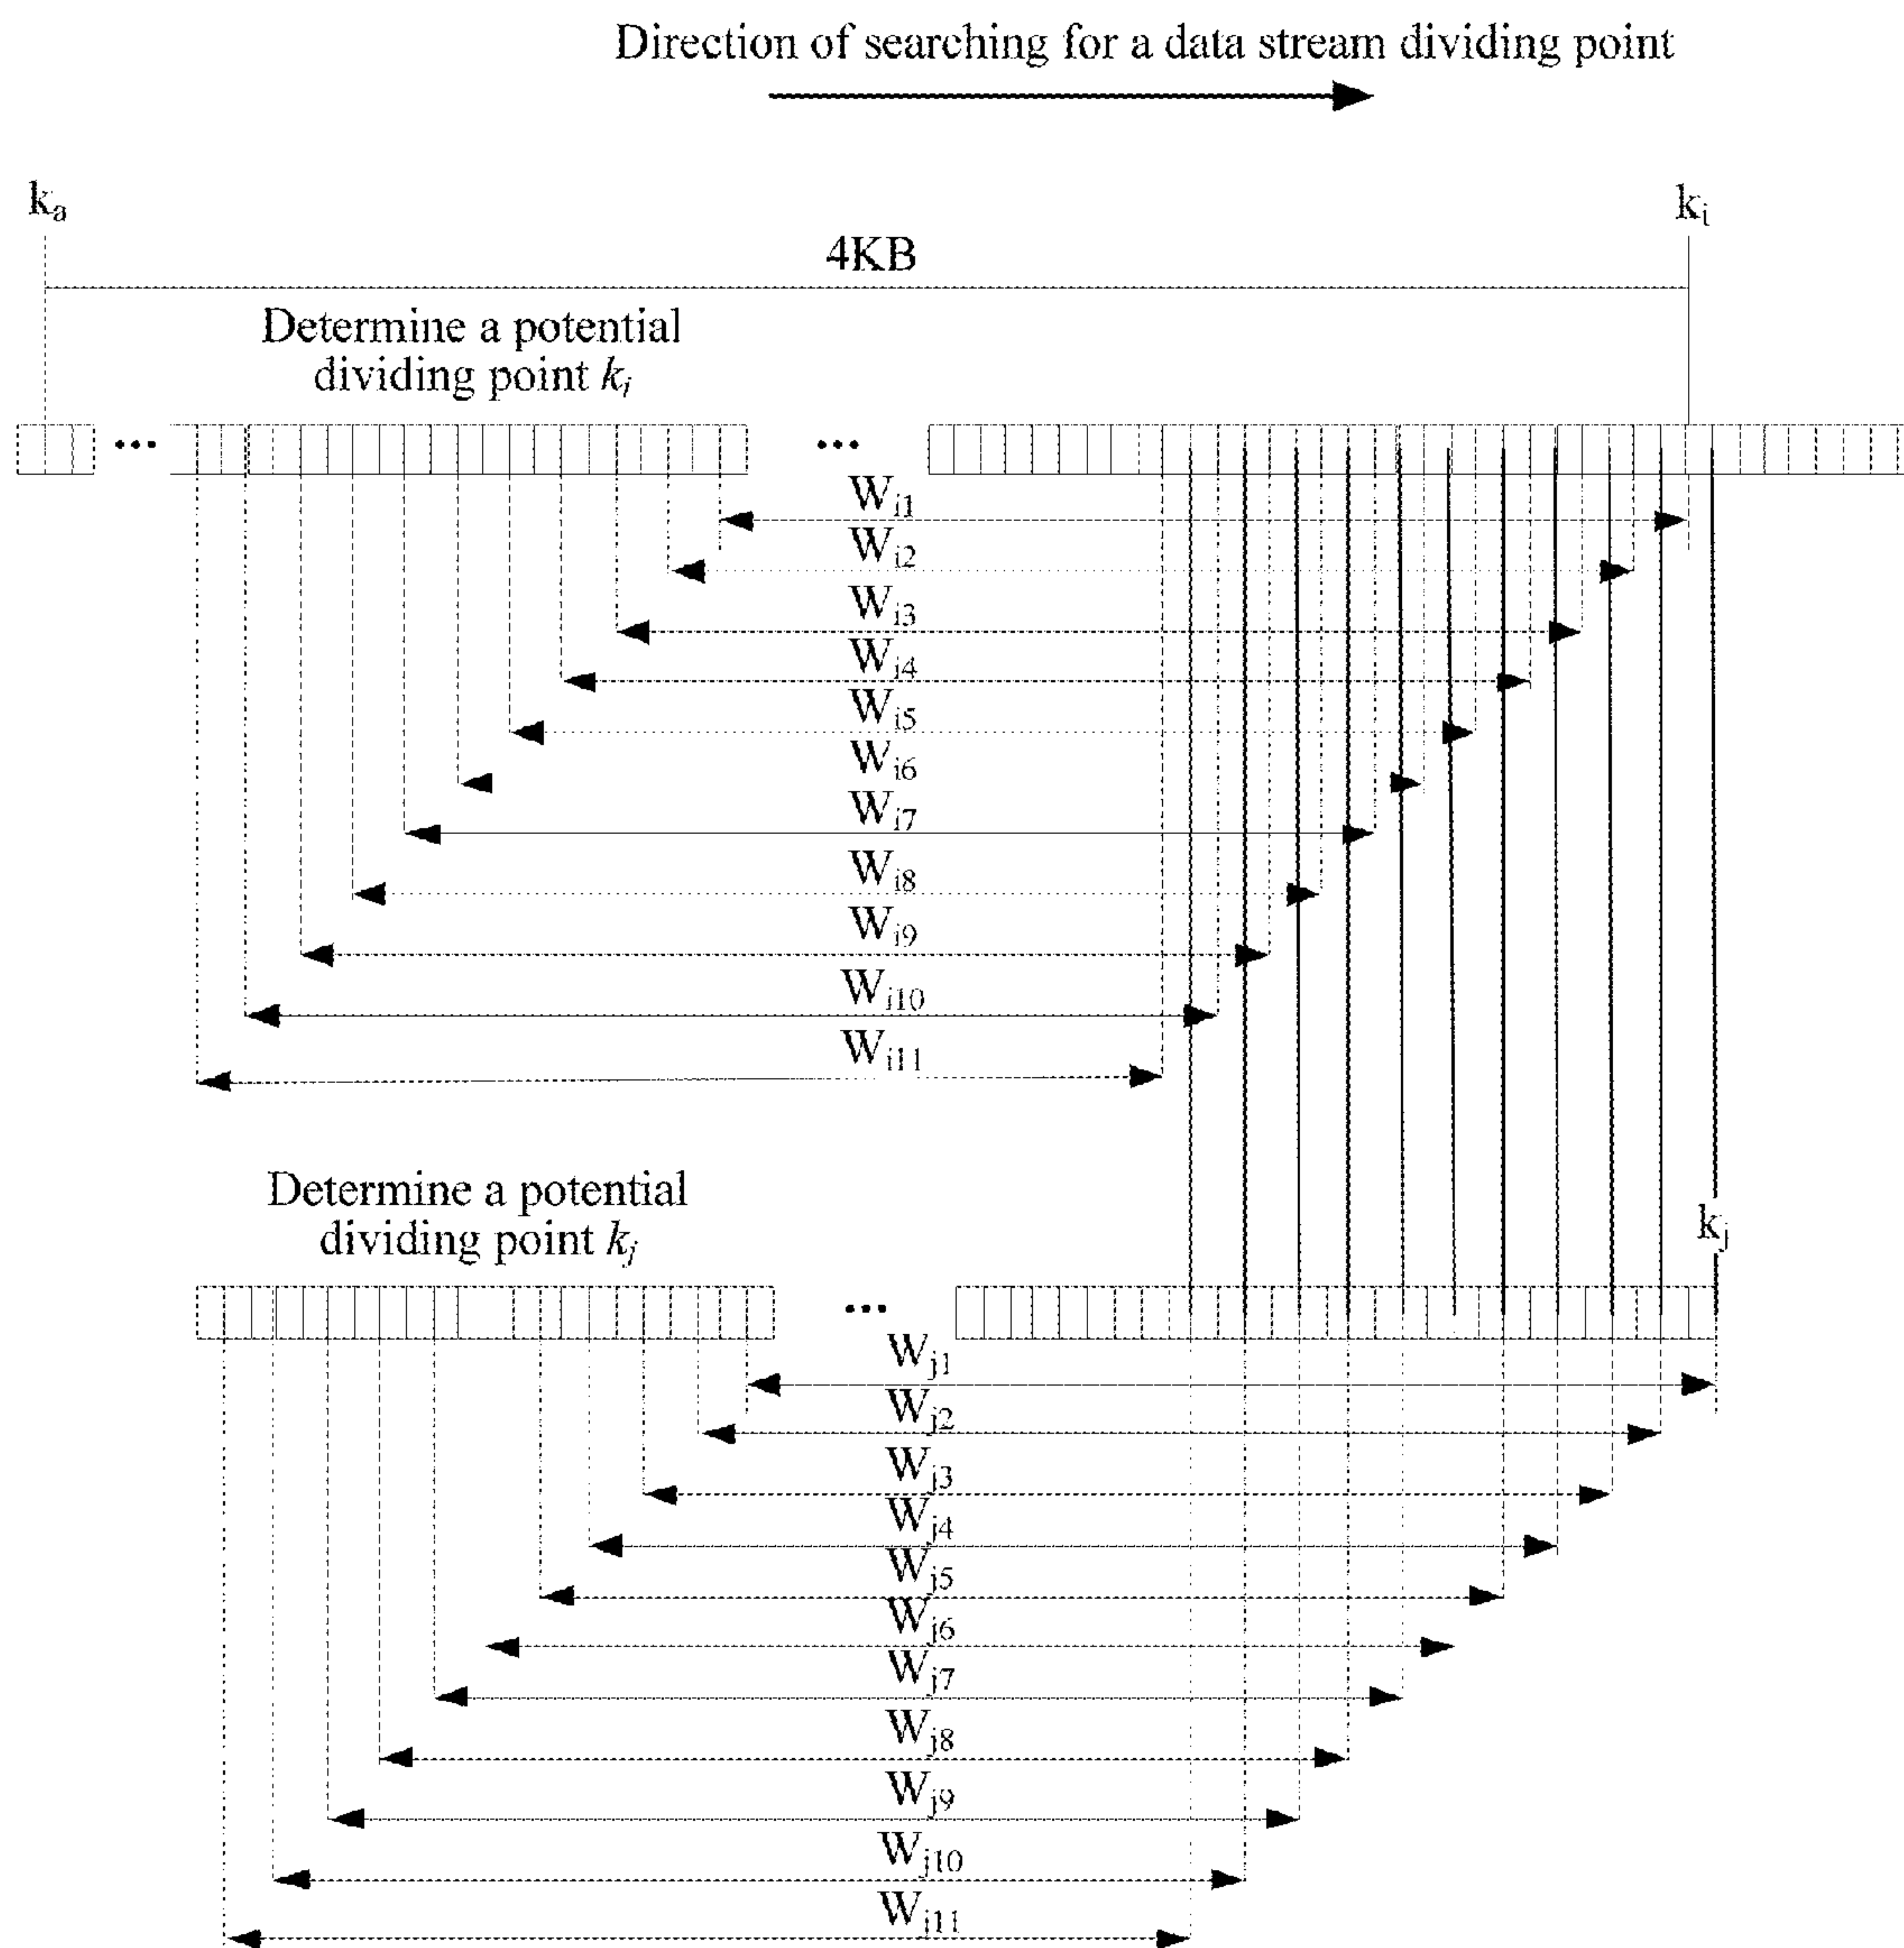 Direction of searching for a data stream dividing point
kₐ
kᵢ
4KB
Determine a potential
dividing point kᵢ
...
...
Wᵢ₁
Wᵢ₂
Wᵢ₃
Wᵢ₄
Wᵢ₅
Wᵢ₆
Wᵢ₇
Wᵢ₈
Wᵢ₉
Wᵢ₁₀
Wᵢ₁₁
Determine a potential
dividing point kⱼ
kⱼ
...
Wⱼ₁
Wⱼ₂
Wⱼ₃
Wⱼ₄
Wⱼ₅
Wⱼ₆
Wⱼ₇
Wⱼ₈
Wⱼ₉
Wⱼ₁₀
Wⱼ₁₁